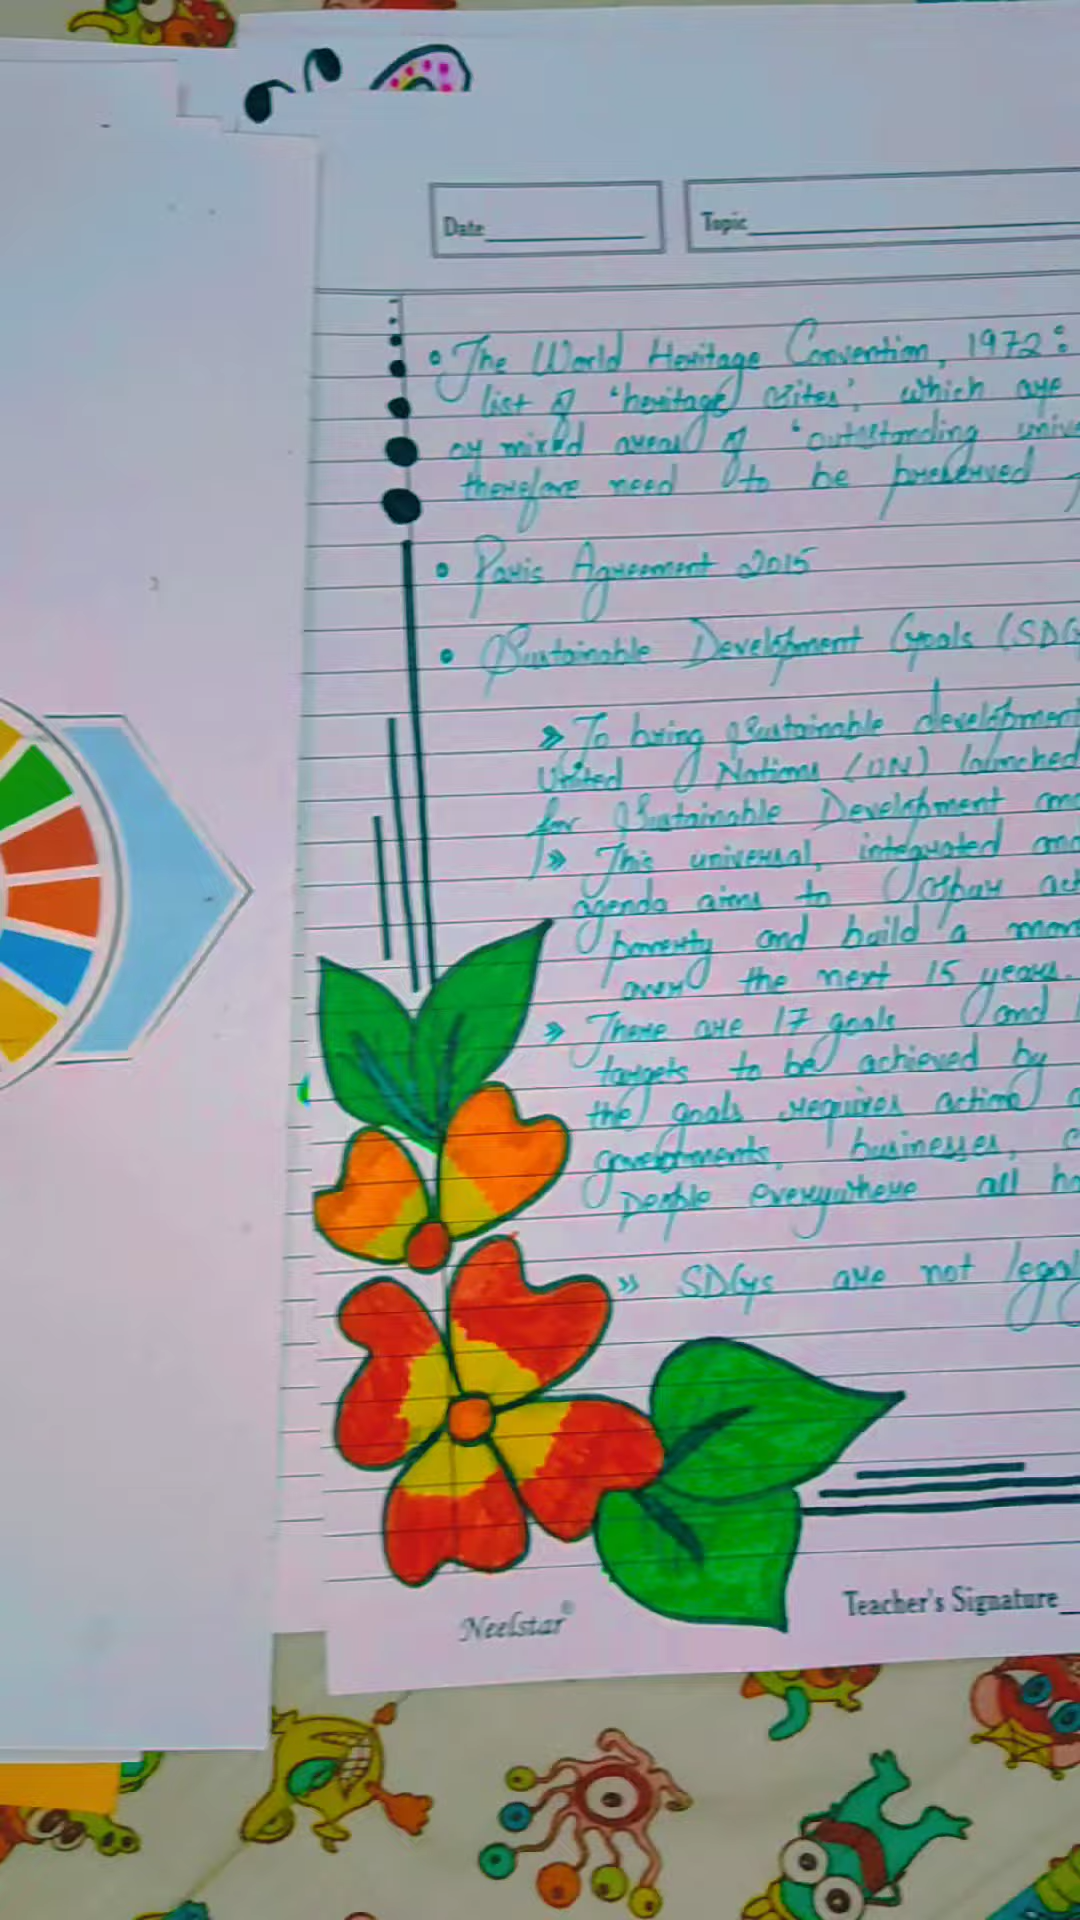 Date
Topic
The World Heritage Convention, 1972:
list of 'heritage sites', which are
or mixed areas of 'outstanding
therefore need to be preserved
Paris Agreement 2015
Sustainable Development Goals (SDG
» To bring Sustainable development
United Nations (UN) launched
for Sustainable Development
» This universal, integrated
agenda aims to
poverty and build a
over the next 15 years.
» There are 17 goals and
targets to be achieved by
the goals requires action
governments, businesses,
people everywhere all
» SDGs are not
Neelstar®
Teacher's Signature